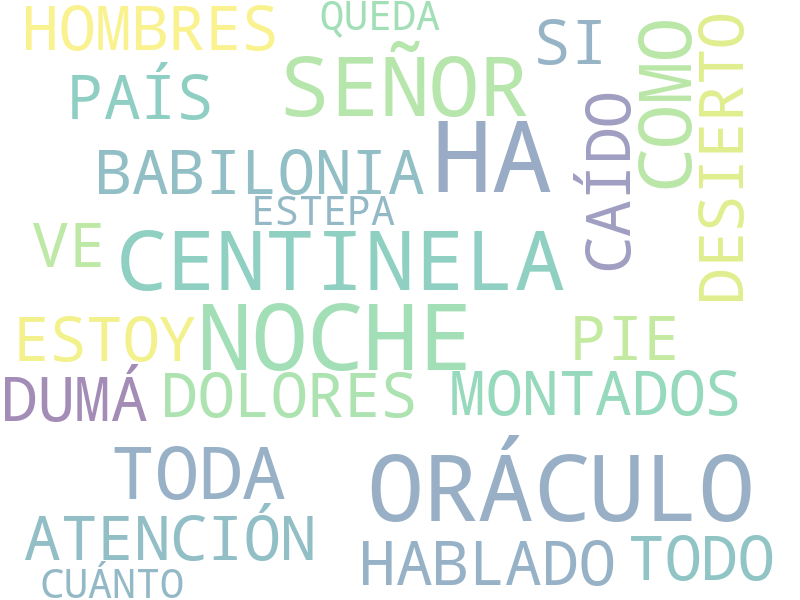 HOMBRES
QUEDA
SI
COMO
DESIERTO
PAÍS
SEÑOR
CAÍDO
HA
BABILONIA
ESTEPA
VE
CENTINELA
NOCHE
ESTOY
PIE
DUMÁ
DOLORES
MONTADOS
TODA
ORÁCULO
ATENCIÓN
HABLADO
TODO
CUÁNTO